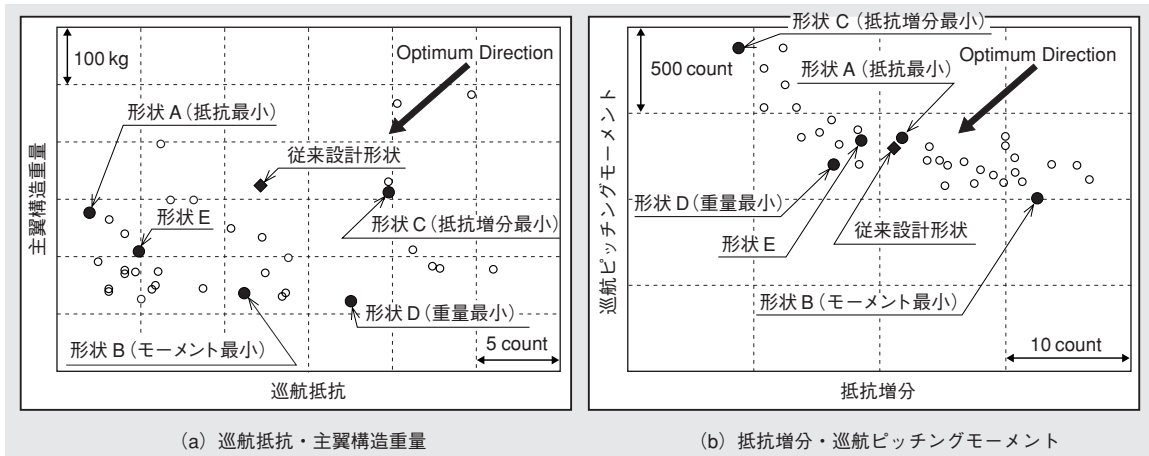 100 kg
Optimum Direction
形状 A（抵抗最小）
従来設計形状
形状 E
形状 C（抵抗増分最小）
形状 D（重量最小）
形状 B（モーメント最小）
5 count
主翼構造重量
巡航抵抗
(a) 巡航抵抗・主翼構造重量
形状 C（抵抗増分最小）
500 count
形状 A（抵抗最小）
Optimum Direction
形状 D（重量最小）
従来設計形状
形状 E
形状 B（モーメント最小）
10 count
巡航ピッチングモーメント
抵抗増分
(b) 抵抗増分・巡航ピッチングモーメント